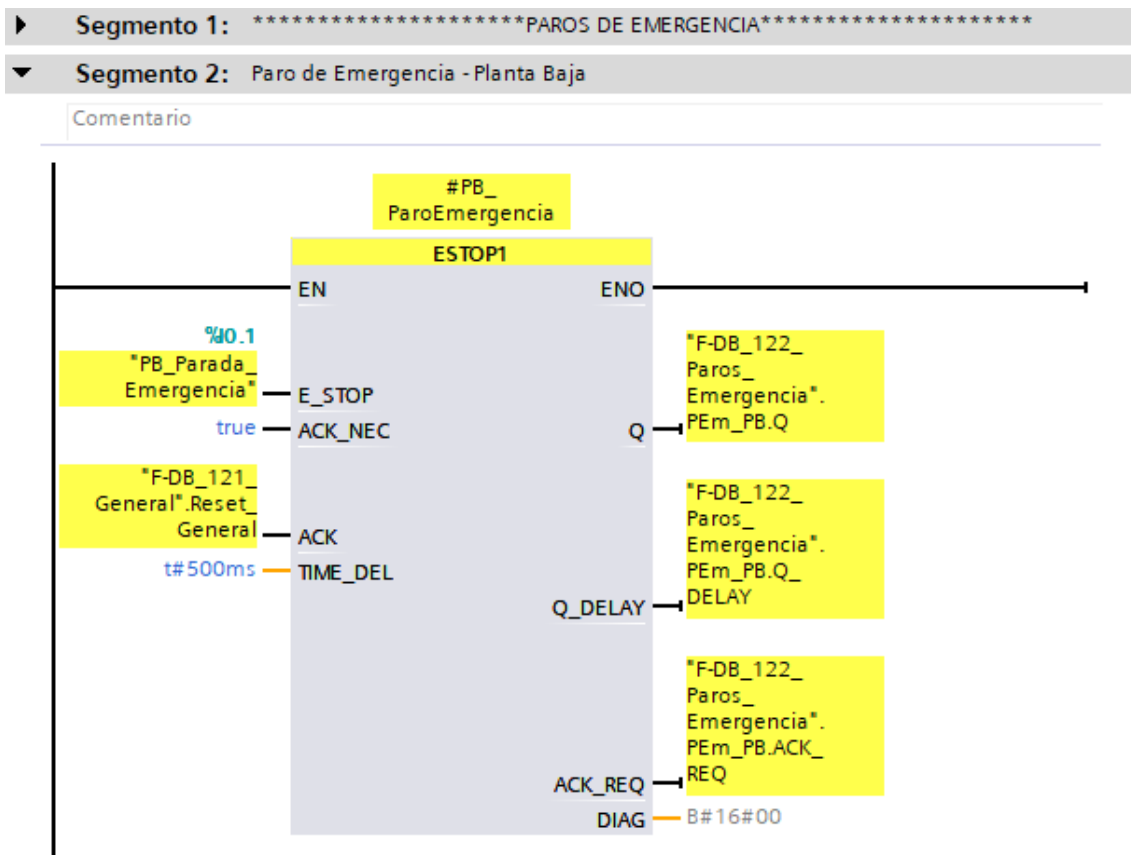 Segmento 1: *********************PAROS DE EMERGENCIA*********************
Segmento 2: Paro de Emergencia - Planta Baja
Comentario
#PB_
ParoEmergencia
ESTOP1
EN
ENO
%I0.1
"PB_Parada_
Emergencia"
E_STOP
true
ACK_NEC
"F-DB_121_
General".Reset_
General
ACK
t#500ms
TIME_DEL
Q
"F-DB_122_
Paros_
Emergencia".
PEm_PB.Q
Q_DELAY
"F-DB_122_
Paros_
Emergencia".
PEm_PB.Q_
DELAY
ACK_REQ
"F-DB_122_
Paros_
Emergencia".
PEm_PB.ACK_
REQ
DIAG
B#16#00